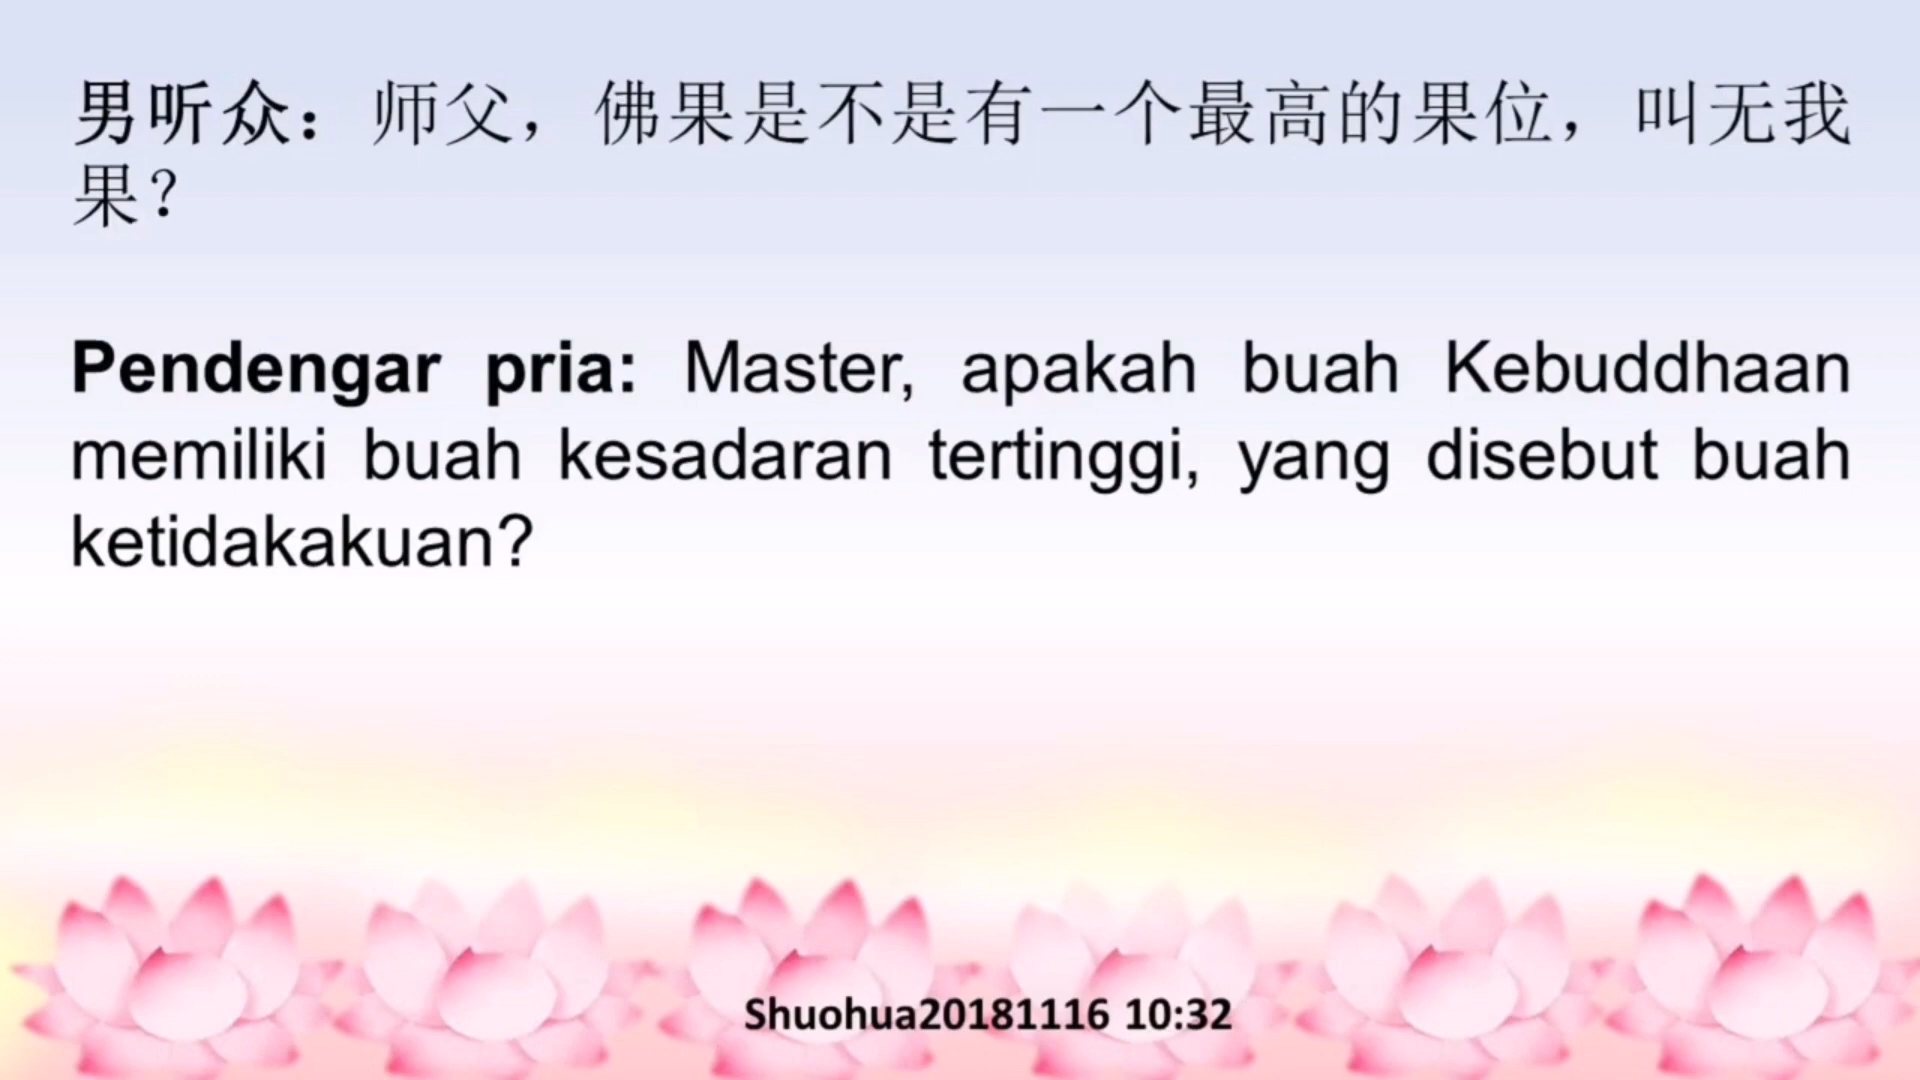 男听众：师父，佛果是不是有一个最高的果位，叫无我
果？
Pendengar pria: Master, apakah buah Kebuddhaan
memiliki buah kesadaran tertinggi, yang disebut buah
ketidakakuan?
Shuohua20181116 10:32